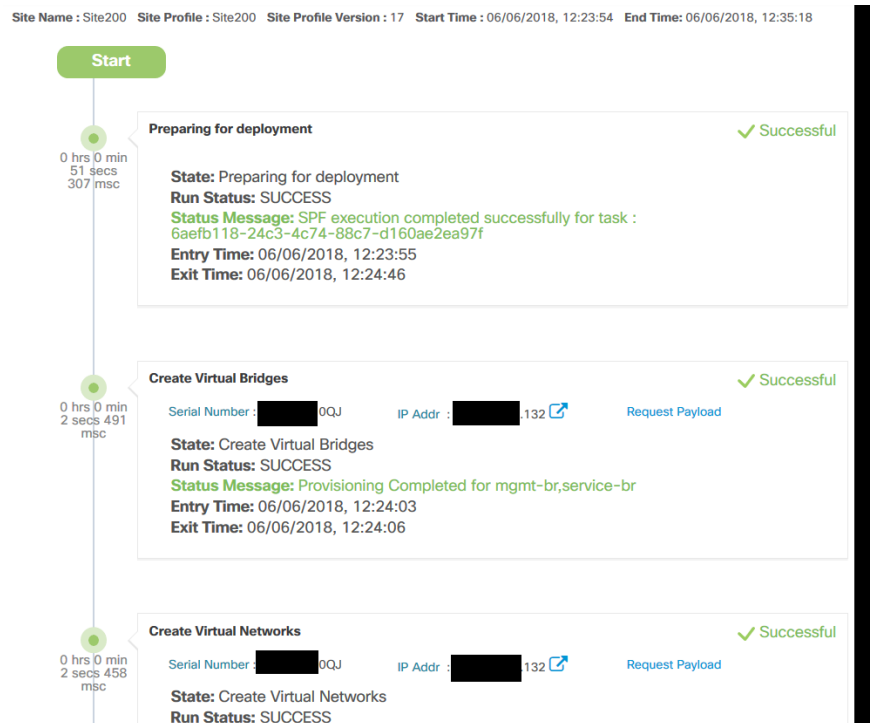 Site Name : Site200 Site Profile : Site200 Site Profile Version : 17 Start Time : 06/06/2018, 12:23:54 End Time: 06/06/2018, 12:35:18
Start
Preparing for deployment
Successful
0 hrs 0 min
51 secs
307 msc
State: Preparing for deployment
Run Status: SUCCESS
Status Message: SPF execution completed successfully for task :
6aefb118-24c3-4c74-88c7-d160ae2ea97f
Entry Time: 06/06/2018, 12:23:55
Exit Time: 06/06/2018, 12:24:46
Create Virtual Bridges
Successful
0 hrs 0 min
2 secs 491
msc
Serial Number : 0QJ IP Addr : .132 Request Payload
State: Create Virtual Bridges
Run Status: SUCCESS
Status Message: Provisioning Completed for mgmt-br,service-br
Entry Time: 06/06/2018, 12:24:03
Exit Time: 06/06/2018, 12:24:06
Create Virtual Networks
Successful
0 hrs 0 min
2 secs 458
msc
Serial Number : 0QJ IP Addr : .132 Request Payload
State: Create Virtual Networks
Run Status: SUCCESS